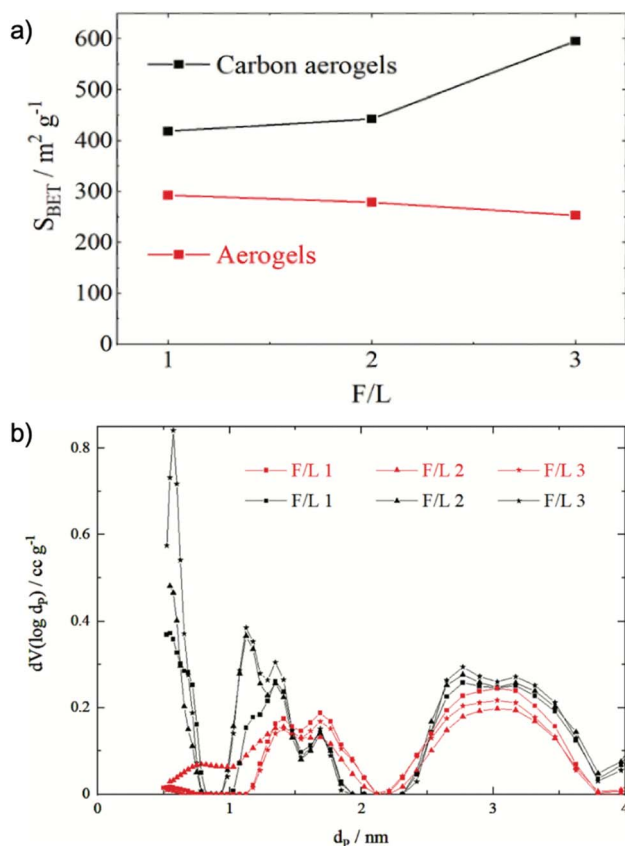 a)
600
500
400
300
200
100
0
S_BET / m² g⁻¹
Carbon aerogels
Aerogels
1 2 3
F/L
b)
0.8
0.6
0.4
0.2
0
dV(log dₚ) / cc g⁻¹
F/L 1 F/L 2 F/L 3
F/L 1 F/L 2 F/L 3
0 1 2 3 4
dₚ / nm